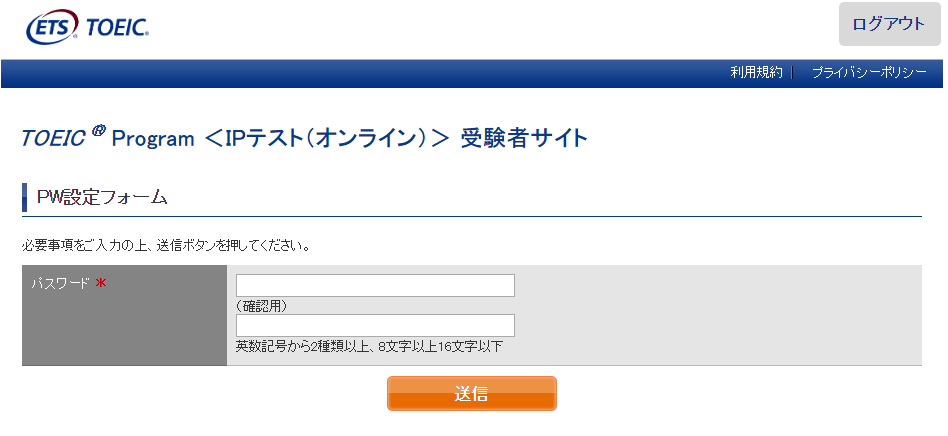 ETS® TOEIC®
ログアウト
利用規約 | プライバシーポリシー
TOEIC® Program <IPテスト(オンライン)> 受験者サイト
PW設定フォーム
必要事項をご入力の上、送信ボタンを押してください。
パスワード *
(確認用)
英数記号から2種類以上、8文字以上16文字以下
送信